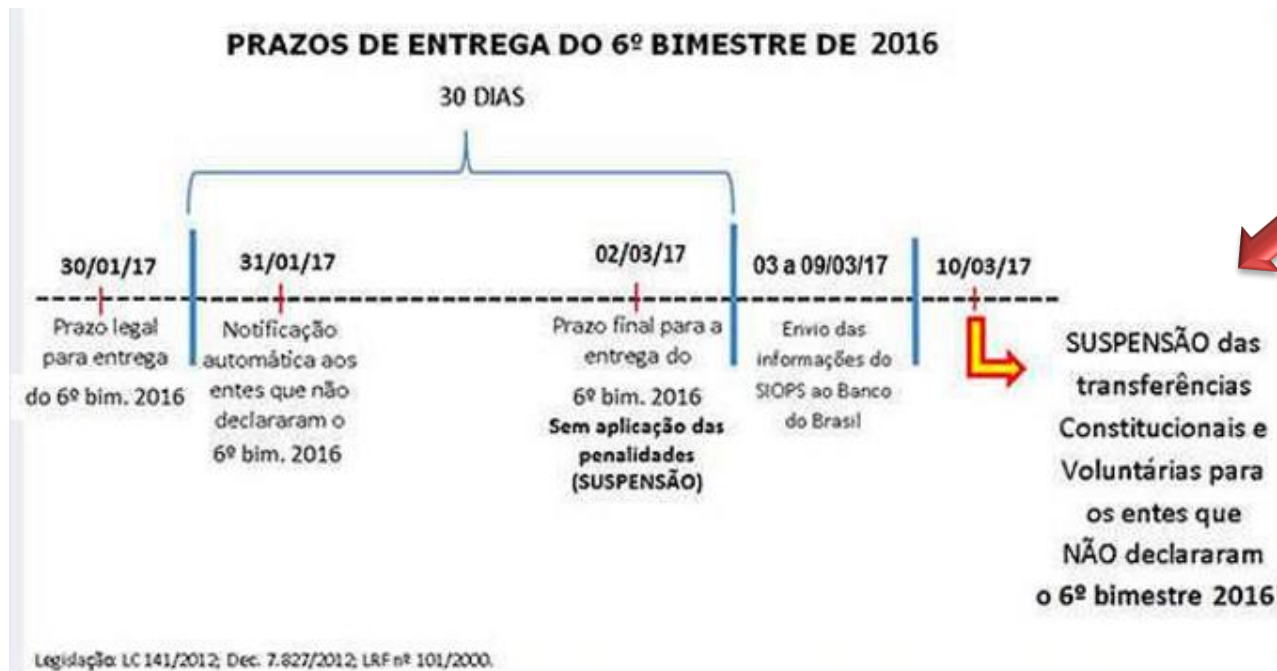 PRAZOS DE ENTREGA DO 6º BIMESTRE DE 2016
30 DIAS
30/01/17
Prazo legal
para entrega
do 6º bim. 2016
31/01/17
Notificação
automática aos
entes que não
declararam o
6º bim. 2016
02/03/17
Prazo final para a
entrega do
6º bim. 2016
Sem aplicação das
penalidades
(SUSPENSÃO)
03 a 09/03/17
Envio das
informações do
SIOPS ao Banco
do Brasil
10/03/17
SUSPENSÃO das
transferências
Constitucionais e
Voluntárias para
os entes que
NÃO declararam
o 6º bimestre 2016
Legislação: LC 141/2012; Dec. 7.827/2012; LRF nº 101/2000.